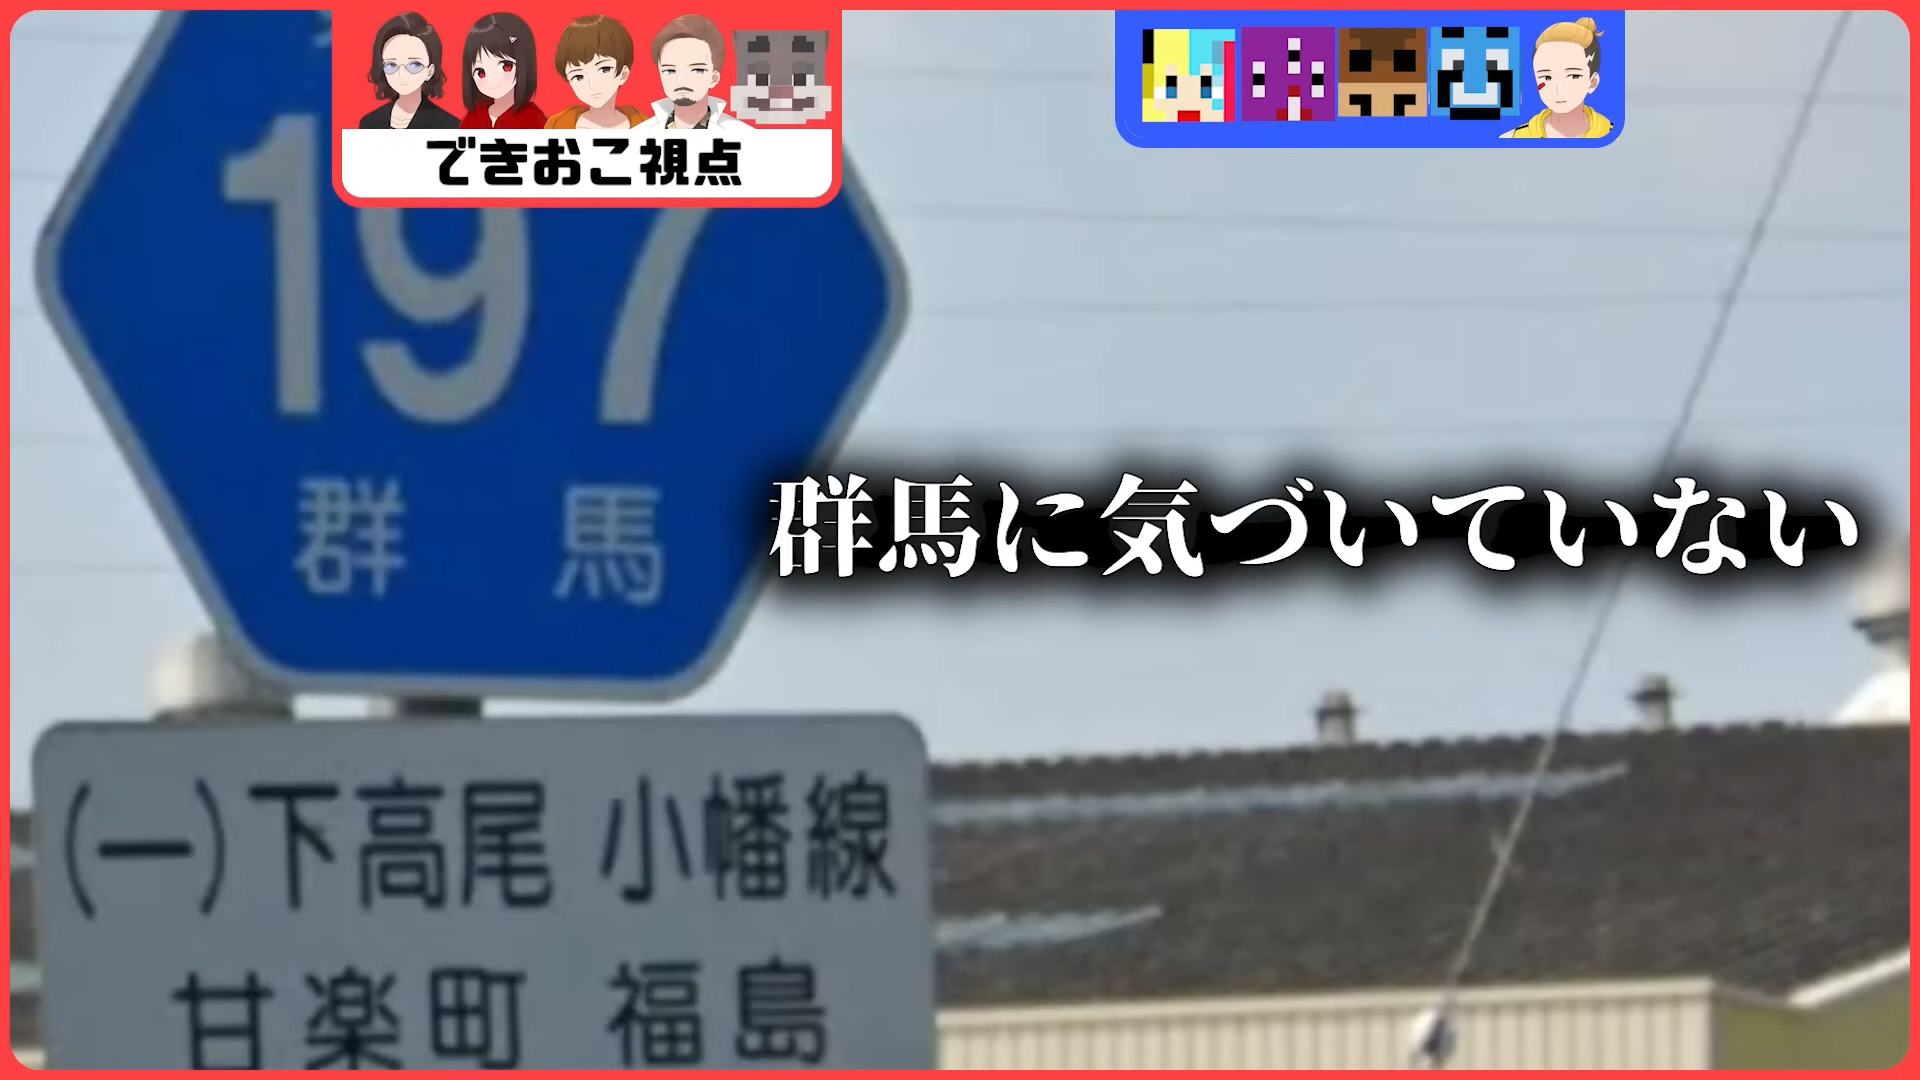 できおこ視点
197
群馬
群馬に気づいていない
(一)下高尾 小幡線
甘楽町 福島